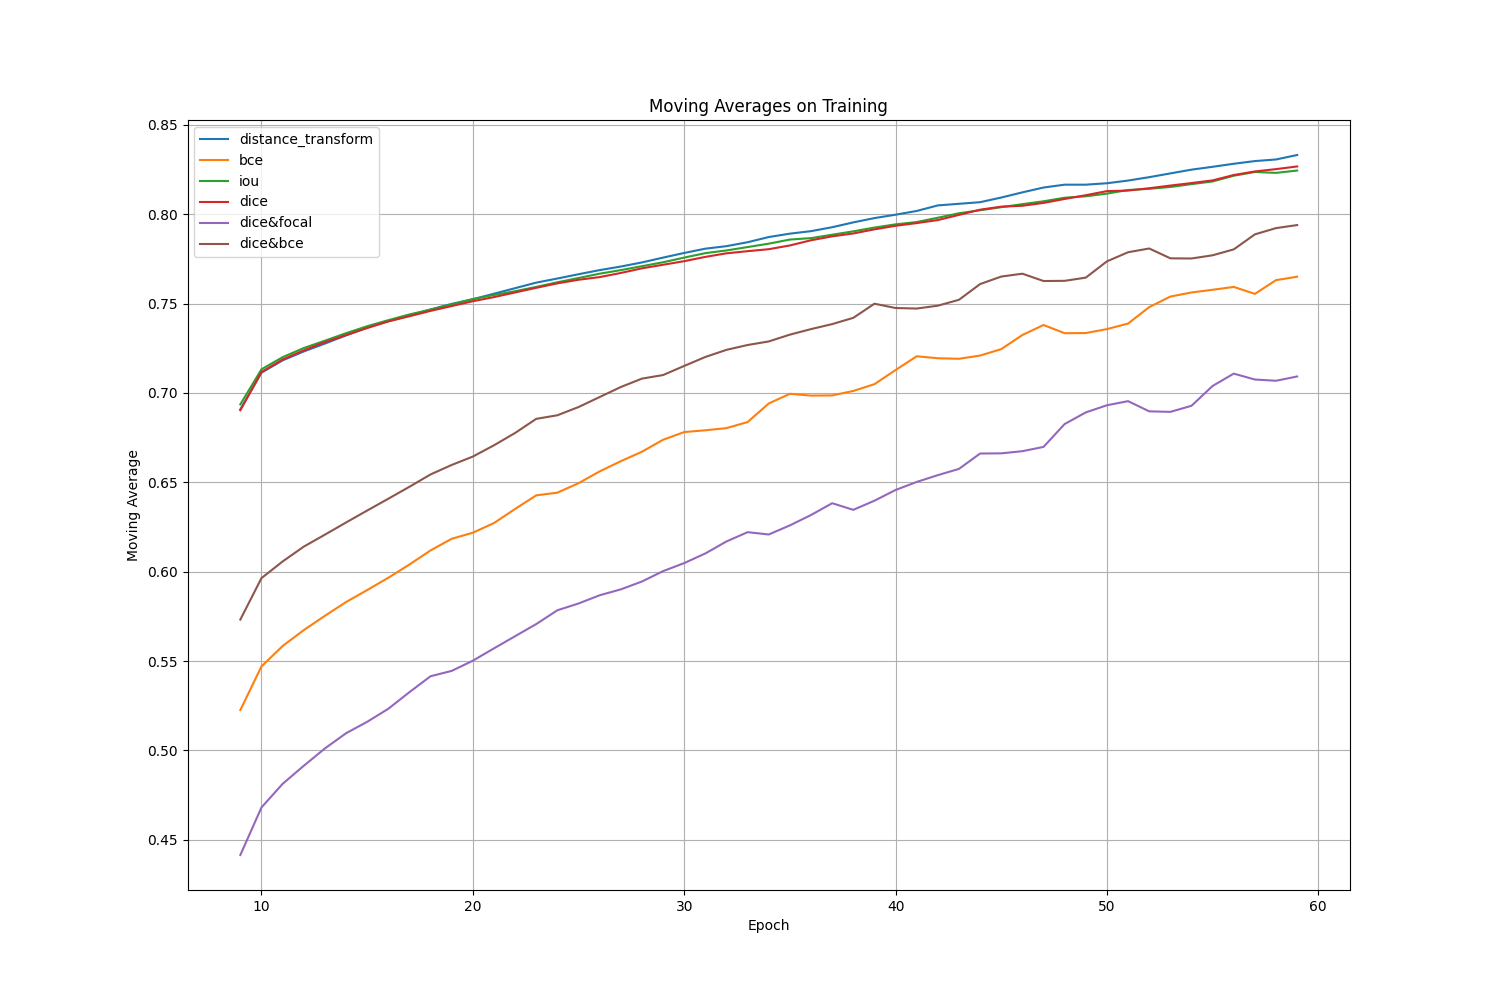 Moving Averages on Training
distance_transform
bce
iou
dice
dice&focal
dice&bce
0.85
0.80
0.75
0.70
0.65
0.60
0.55
0.50
0.45
Moving Average
10 20 30 40 50 60
Epoch